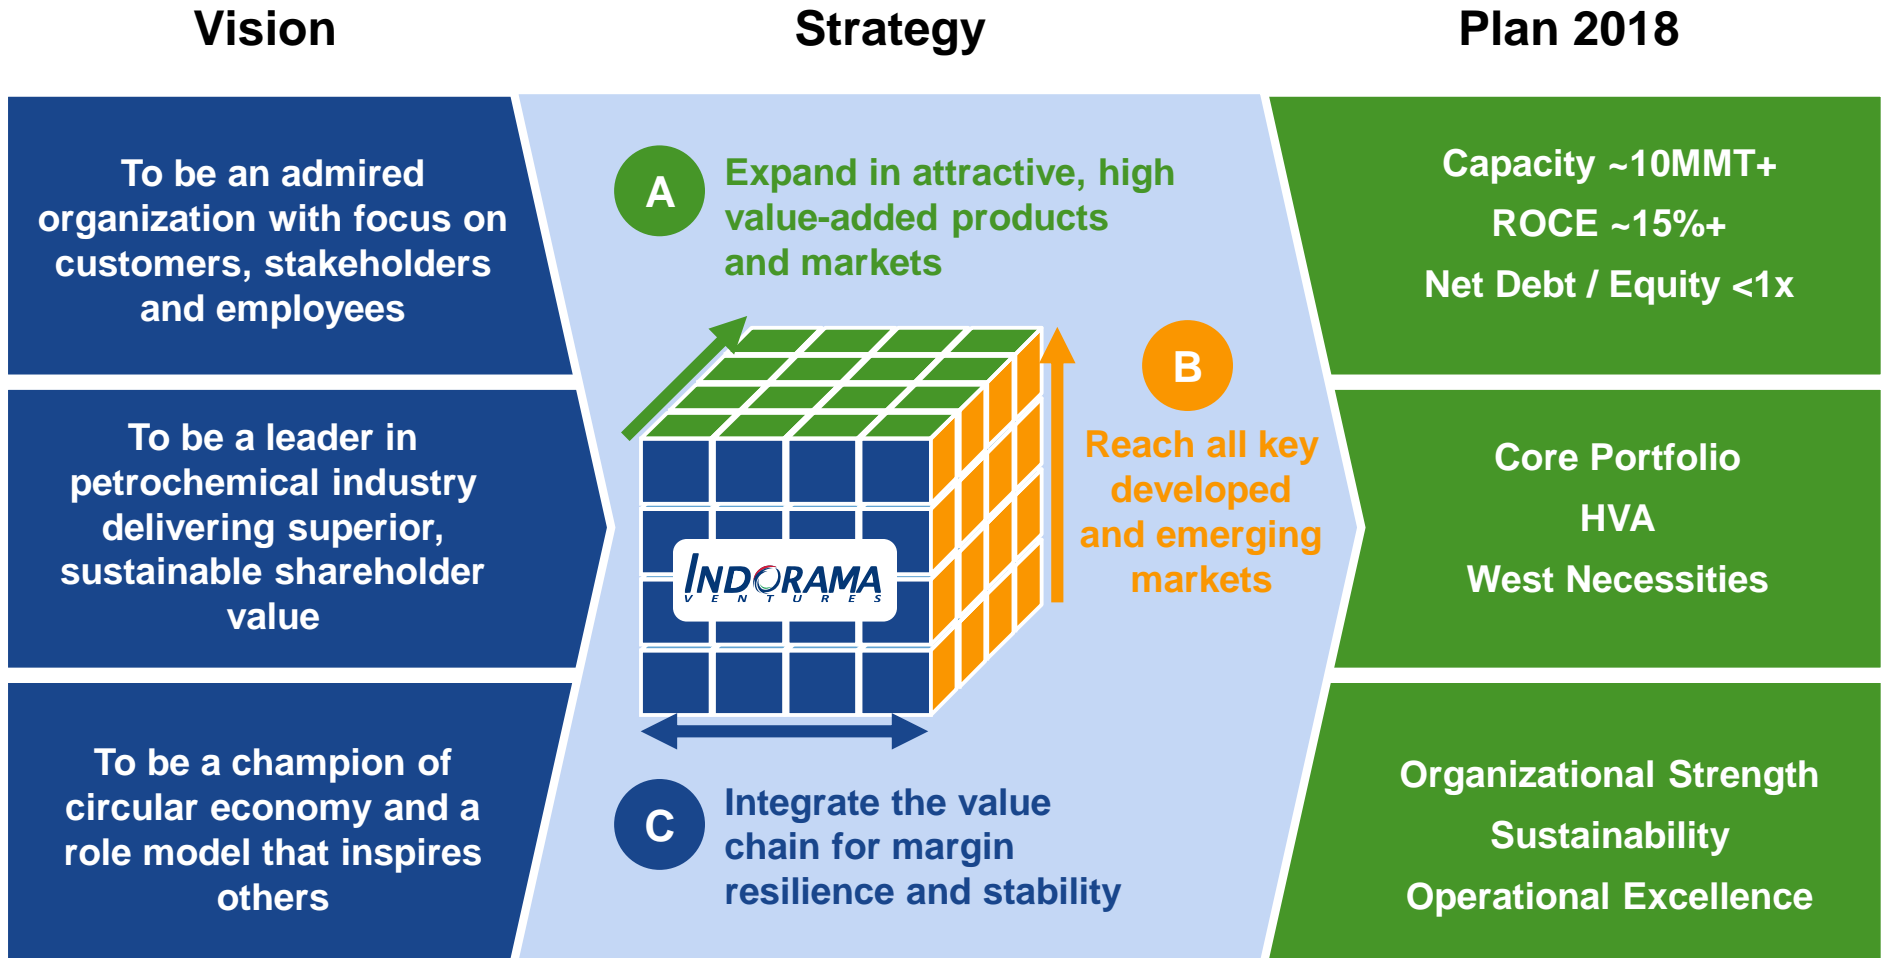 Vision
Strategy
Plan 2018
To be an admired
organization with focus on
customers, stakeholders
and employees
To be a leader in
petrochemical industry
delivering superior,
sustainable shareholder
value
To be a champion of
circular economy and a
role model that inspires
others
A
Expand in attractive, high
value-added products
and markets
B
Reach all key
developed
and emerging
markets
INDORAMA
VENTURES
C
Integrate the value
chain for margin
resilience and stability
Capacity ~10MMT+
ROCE ~15%+
Net Debt / Equity <1x
Core Portfolio
HVA
West Necessities
Organizational Strength
Sustainability
Operational Excellence